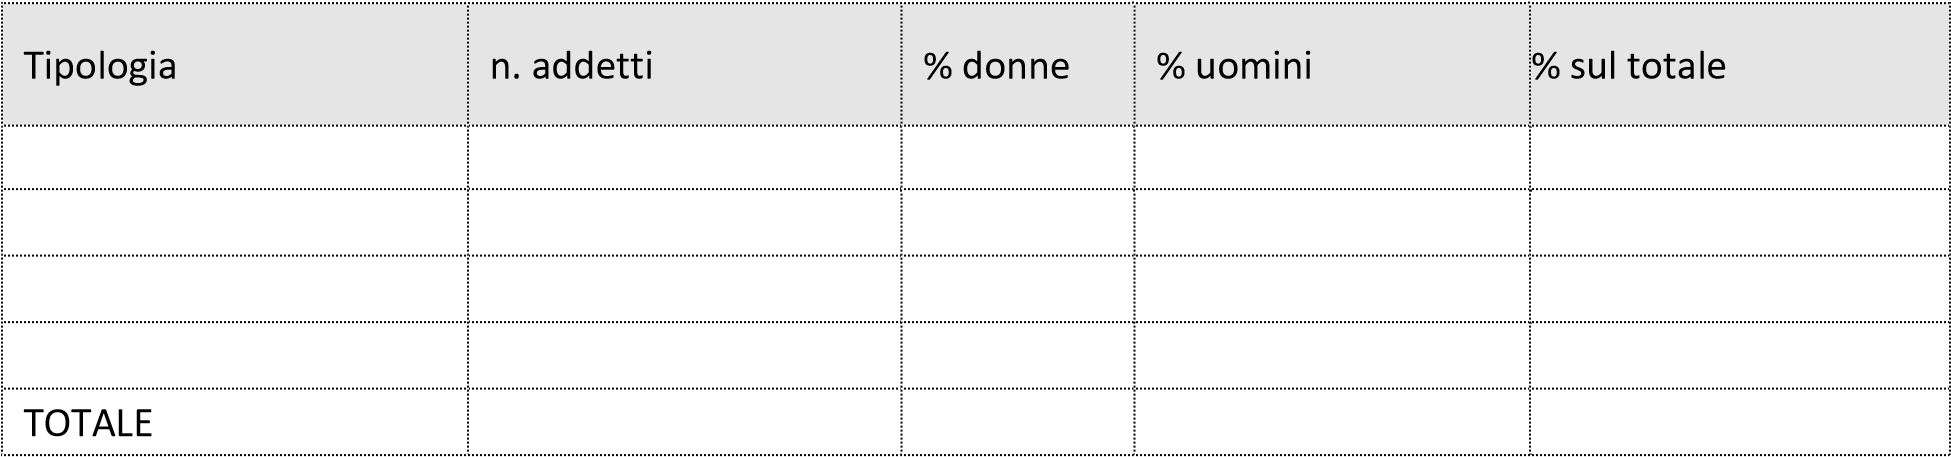 Tipologia n. addetti % donne % uomini % sul totale
TOTALE